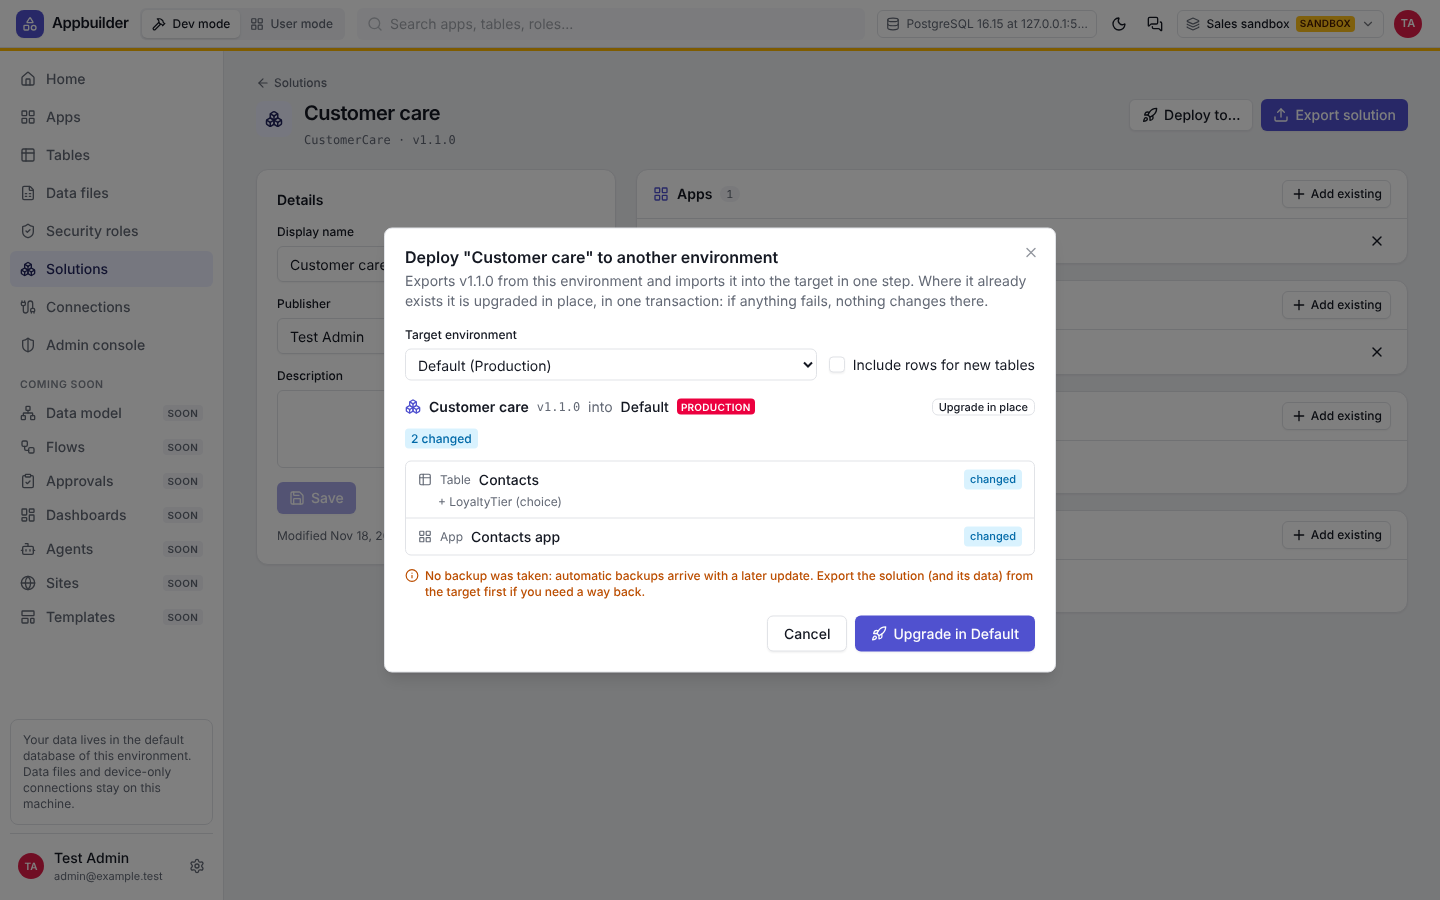 Appbuilder
Dev mode
User mode
Search apps, tables, roles...
PostgreSQL 16.15 at 127.0.0.1:5...
Sales sandbox SANDBOX
TA
Home
Apps
Tables
Data files
Security roles
Solutions
Connections
Admin console
COMING SOON
Data model SOON
Flows SOON
Approvals SOON
Dashboards SOON
Agents SOON
Sites SOON
Templates SOON
Your data lives in the default
database of this environment.
Data files and device-only
connections stay on this
machine.
TA
Test Admin
admin@example.test
Solutions
Customer care
CustomerCare · v1.1.0
Deploy to...
Export solution
Details
Display name
Customer care
Publisher
Test Admin
Description
Save
Modified Nov 18, 2
Apps 1
Add existing
Add existing
Add existing
Add existing
Deploy "Customer care" to another environment
Exports v1.1.0 from this environment and imports it into the target in one step. Where it already
exists it is upgraded in place, in one transaction: if anything fails, nothing changes there.
Target environment
Default (Production)
Include rows for new tables
Customer care v1.1.0 into Default PRODUCTION
Upgrade in place
2 changed
Table Contacts changed
+ LoyaltyTier (choice)
App Contacts app changed
No backup was taken: automatic backups arrive with a later update. Export the solution (and its data) from
the target first if you need a way back.
Cancel
Upgrade in Default